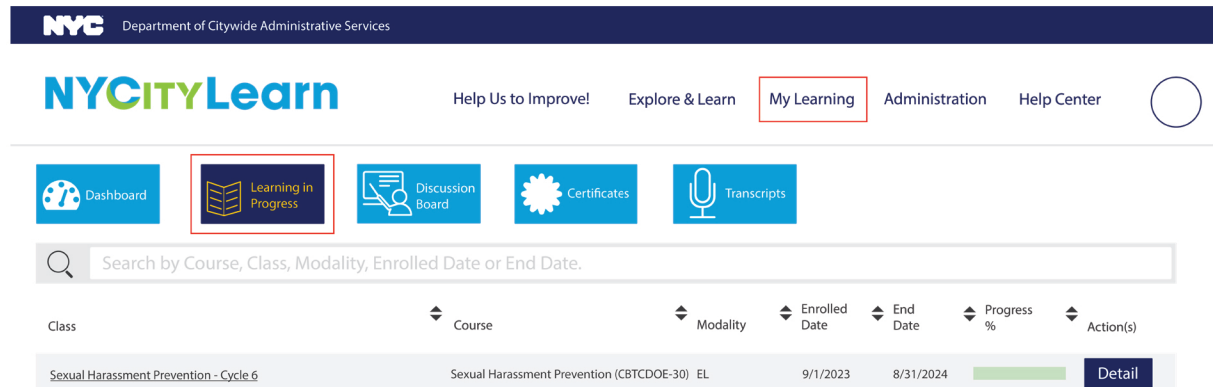 NYC Department of Citywide Administrative Services
NYCITYLearn
Help Us to Improve! Explore & Learn My Learning Administration Help Center
Dashboard
Learning in
Progress
Discussion
Board
Certificates
Transcripts
Search by Course, Class, Modality, Enrolled Date or End Date.
Class
Course
Modality
Enrolled
Date
End
Date
Progress
%
Action(s)
Sexual Harassment Prevention - Cycle 6 Sexual Harassment Prevention (CBTCDOE-30) EL 9/1/2023 8/31/2024 Detail